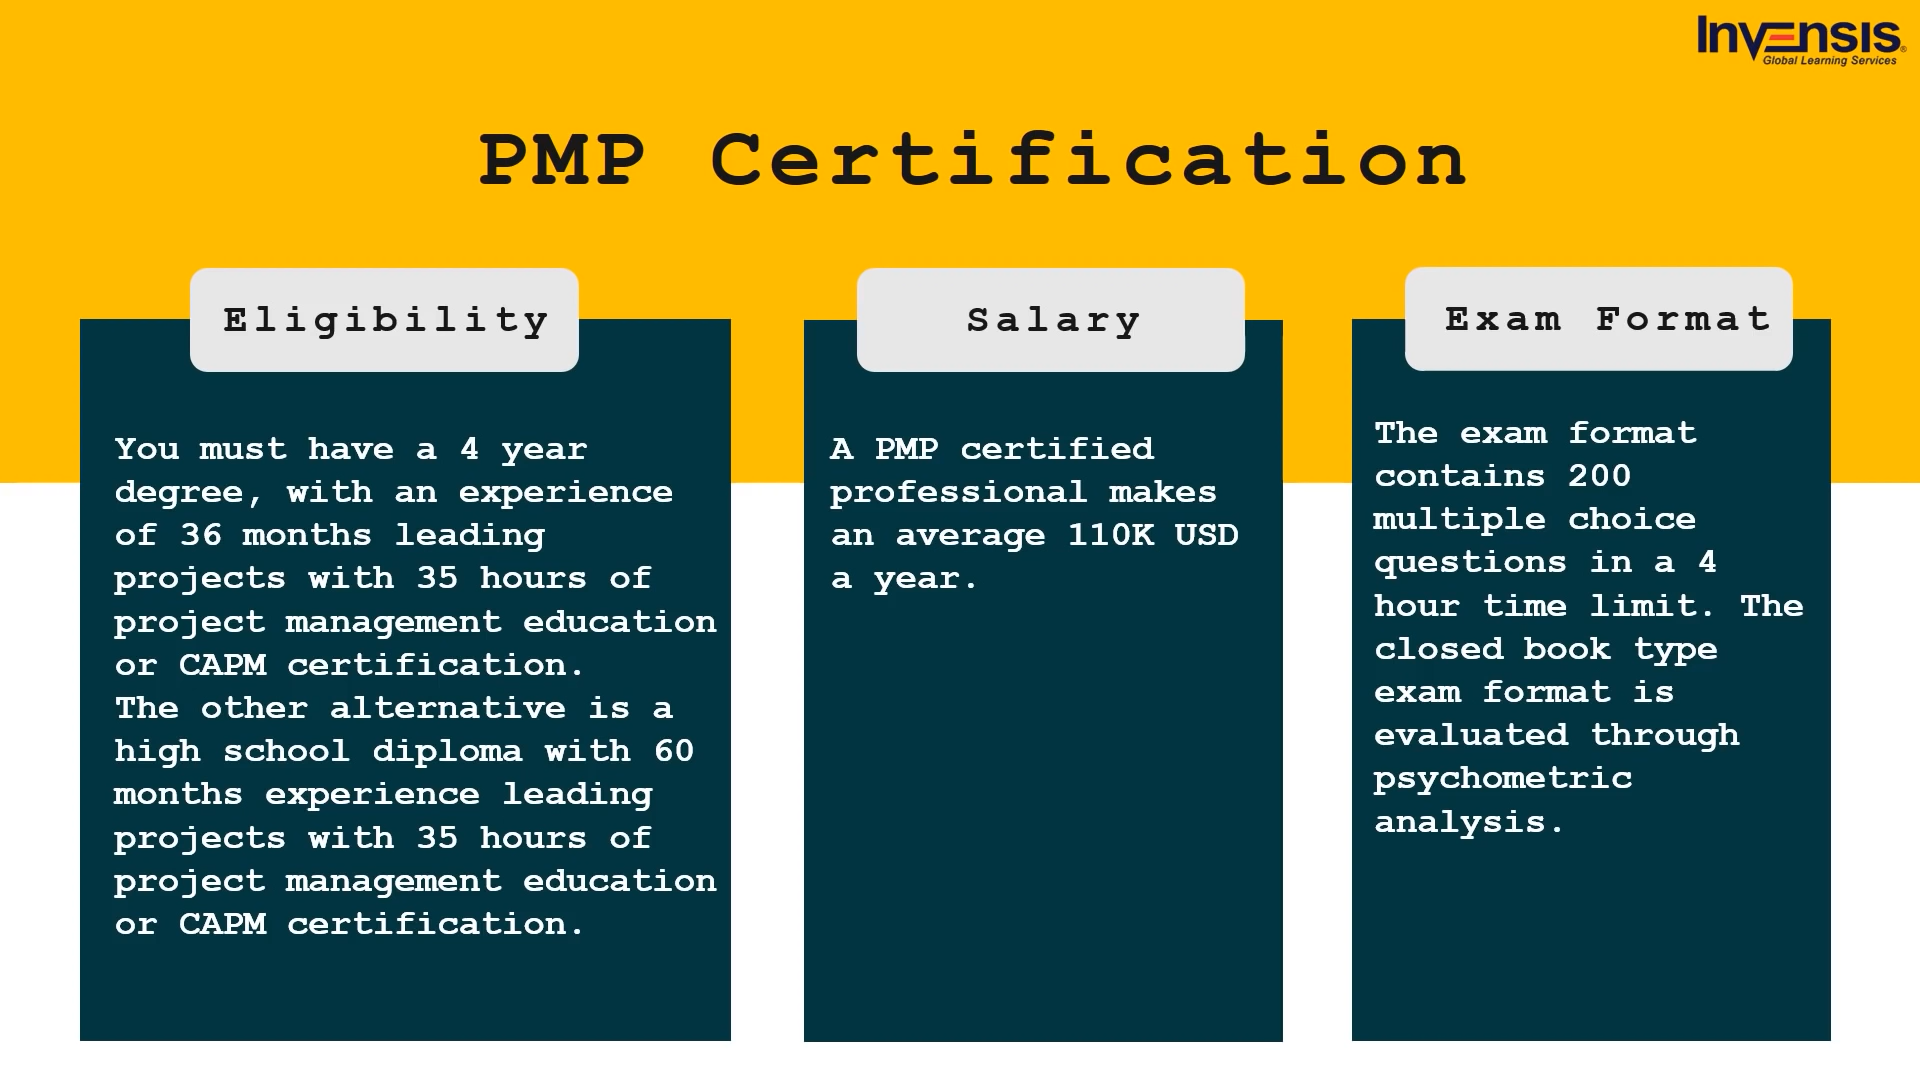 Invensis®
Global Learning Services
PMP Certification
Eligibility
You must have a 4 year
degree, with an experience
of 36 months leading
projects with 35 hours of
project management education
or CAPM certification.
The other alternative is a
high school diploma with 60
months experience leading
projects with 35 hours of
project management education
or CAPM certification.
Salary
A PMP certified
professional makes
an average 110K USD
a year.
Exam Format
The exam format
contains 200
multiple choice
questions in a 4
hour time limit. The
closed book type
exam format is
evaluated through
psychometric
analysis.